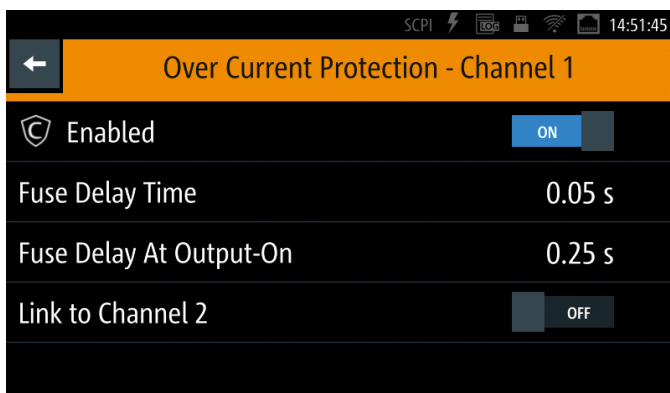 SCPI LOG 14:51:45
Over Current Protection - Channel 1
C Enabled ON
Fuse Delay Time 0.05 s
Fuse Delay At Output-On 0.25 s
Link to Channel 2 OFF